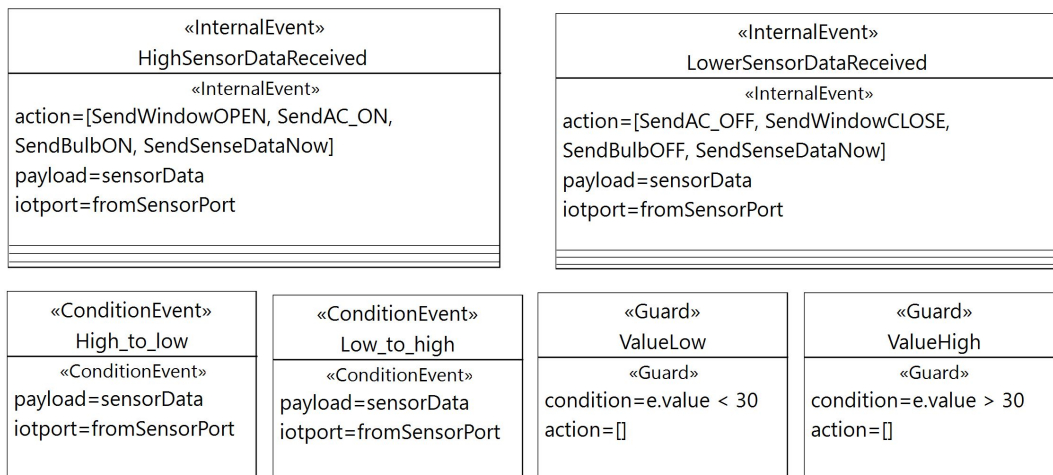 «InternalEvent»
HighSensorDataReceived
«InternalEvent»
action=[SendWindowOPEN, SendAC_ON,
SendBulbON, SendSenseDataNow]
payload=sensorData
iotport=fromSensorPort
«InternalEvent»
LowerSensorDataReceived
«InternalEvent»
action=[SendAC_OFF, SendWindowCLOSE,
SendBulbOFF, SendSenseDataNow]
payload=sensorData
iotport=fromSensorPort
«ConditionEvent»
High_to_low
«ConditionEvent»
payload=sensorData
iotport=fromSensorPort
«ConditionEvent»
Low_to_high
«ConditionEvent»
payload=sensorData
iotport=fromSensorPort
«Guard»
ValueLow
«Guard»
condition=e.value < 30
action=[]
«Guard»
ValueHigh
«Guard»
condition=e.value > 30
action=[]